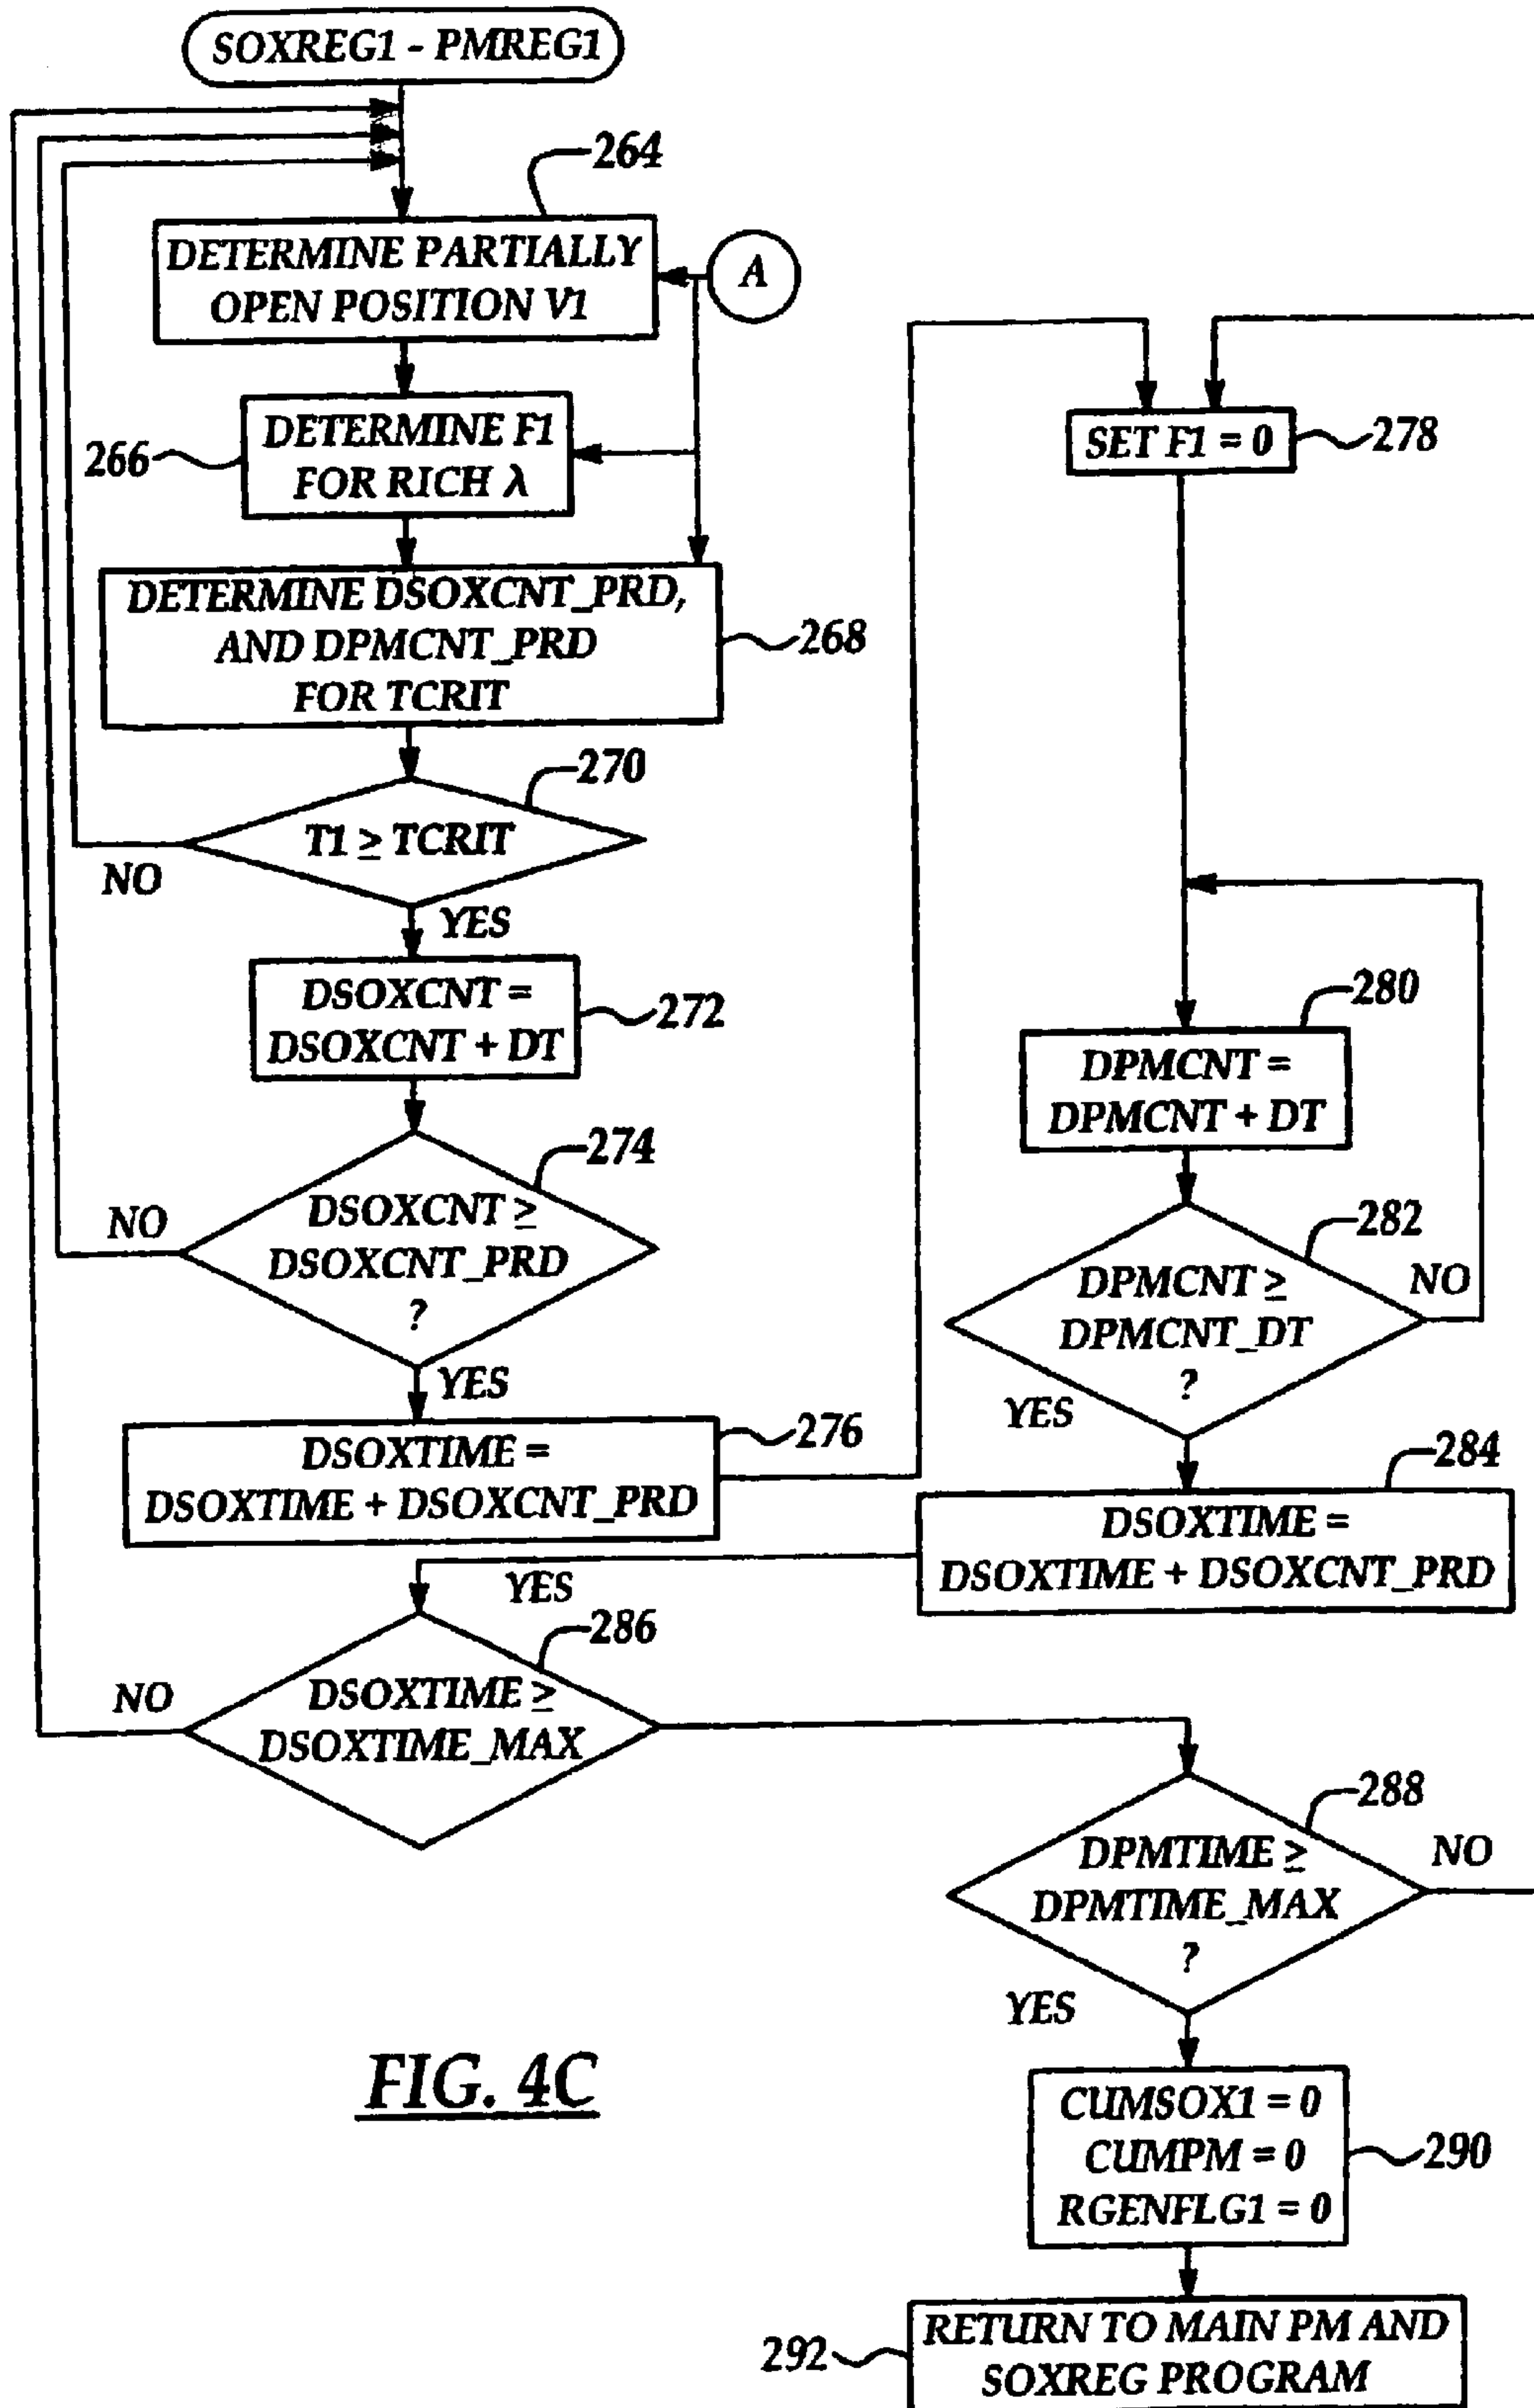 SOXREG1 - PMREG1
264
DETERMINE PARTIALLY
OPEN POSITION V1
A
266
DETERMINE F1
FOR RICH λ
DETERMINE DSOXCNT_PRD,
AND DPMCNT_PRD
FOR TCRIT
268
270
T1 ≥ TCRIT
NO
YES
DSOXCNT =
DSOXCNT + DT
272
274
DSOXCNT ≥
DSOXCNT_PRD
?
NO
YES
276
DSOXTIME =
DSOXTIME + DSOXCNT_PRD
SET F1 = 0
278
280
DPMCNT =
DPMCNT + DT
282
DPMCNT ≥
DPMCNT_DT
?
NO
YES
284
DSOXTIME =
DSOXTIME + DSOXCNT_PRD
YES
286
DSOXTIME ≥
DSOXTIME_MAX
NO
288
DPMTIME ≥
DPMTIME_MAX
?
NO
YES
CUMSOX1 = 0
CUMPM = 0
RGENFLG1 = 0
290
292
RETURN TO MAIN PM AND
SOXREG PROGRAM
FIG. 4C